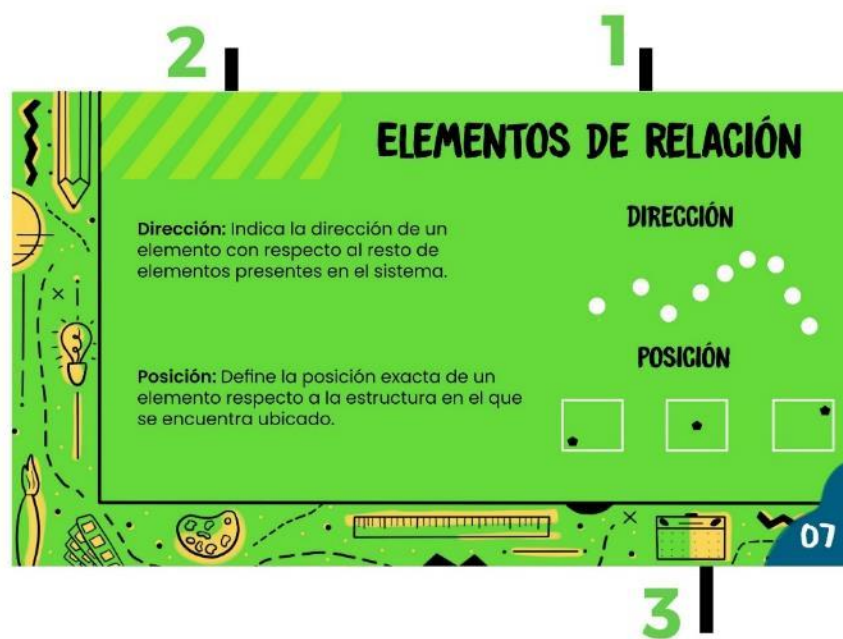 2
1
ELEMENTOS DE RELACIÓN
Dirección: Indica la dirección de un
elemento con respecto al resto de
elementos presentes en el sistema.
DIRECCIÓN
Posición: Define la posición exacta de un
elemento respecto a la estructura en el que
se encuentra ubicado.
POSICIÓN
07
3